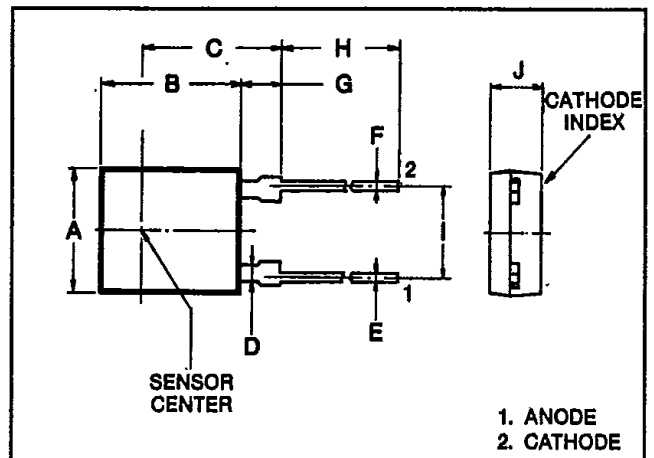 C
H
B
G
J
CATHODE
INDEX
F
2
A
1
D
E
SENSOR
CENTER
1. ANODE
2. CATHODE